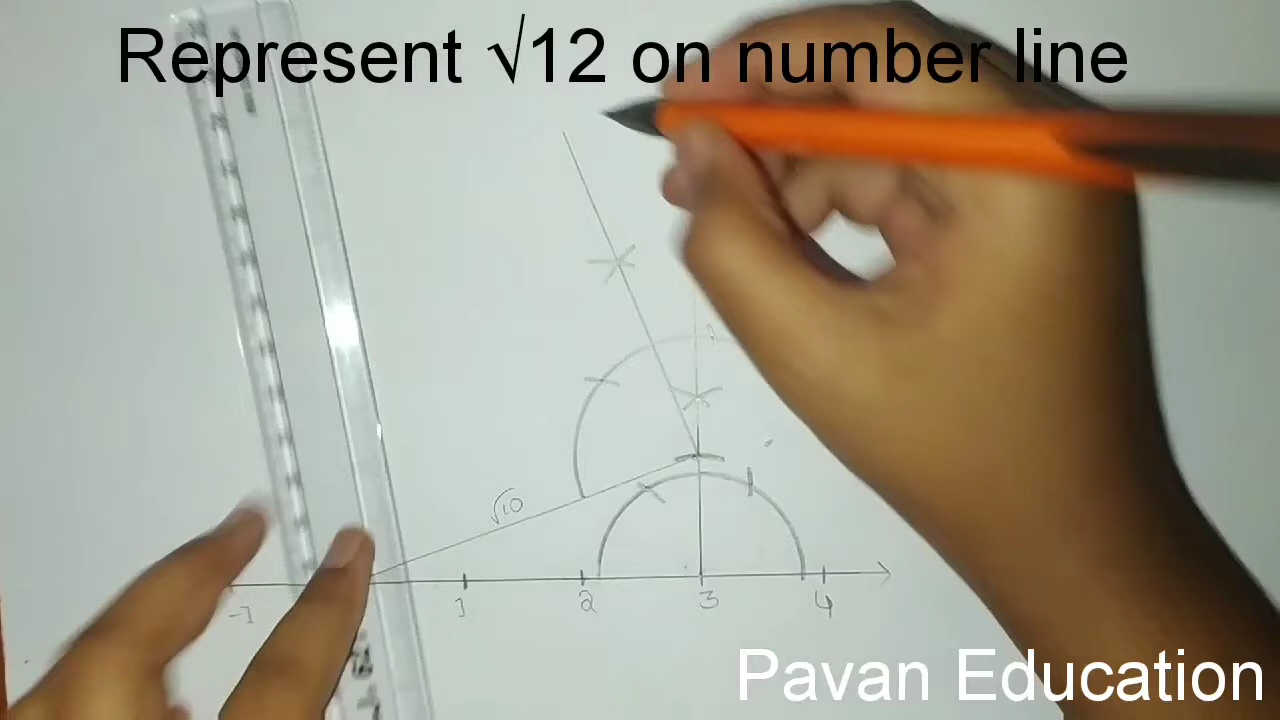 Represent √12 on number line
√10
-1 1 2 3 4
Pavan Education